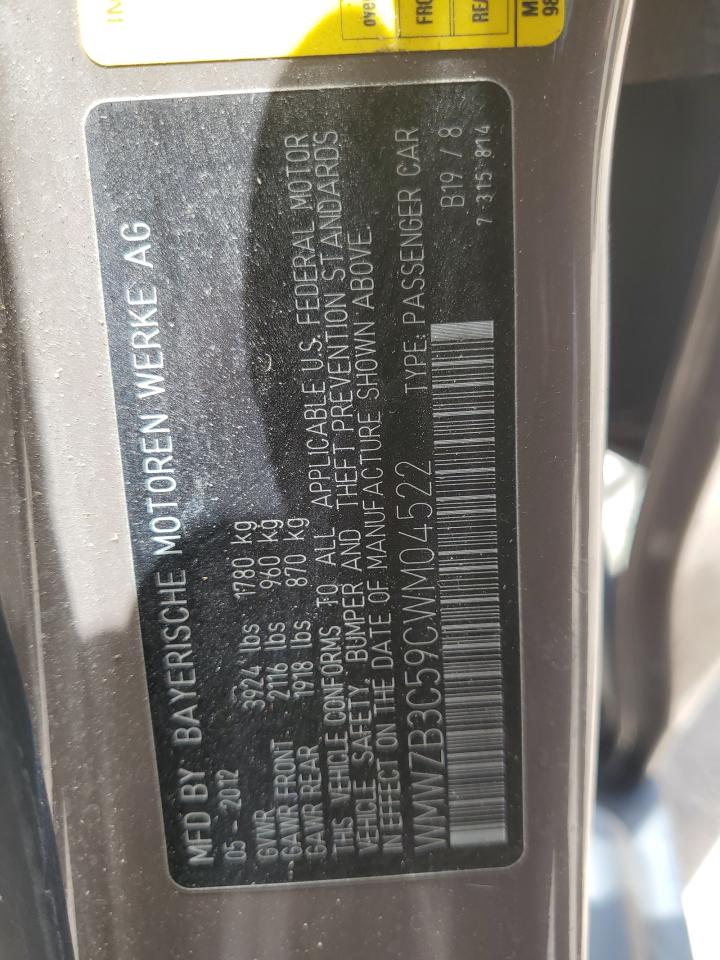 MFD BY BAYERISCHE MOTOREN WERKE AG
05 - 2012
GVWR 3924 lbs 1780 kg
GAWR FRONT 2116 lbs 960 kg
GAWR REAR 1918 lbs 870 kg
THIS VEHICLE CONFORMS TO ALL APPLICABLE U.S. FEDERAL MOTOR
VEHICLE SAFETY, BUMPER AND THEFT PREVENTION STANDARDS
IN EFFECT ON THE DATE OF MANUFACTURE SHOWN ABOVE.
WMWZB3C59CWM04522 TYPE: PASSENGER CAR
B19 / 8
7 315 814
FRO
REA